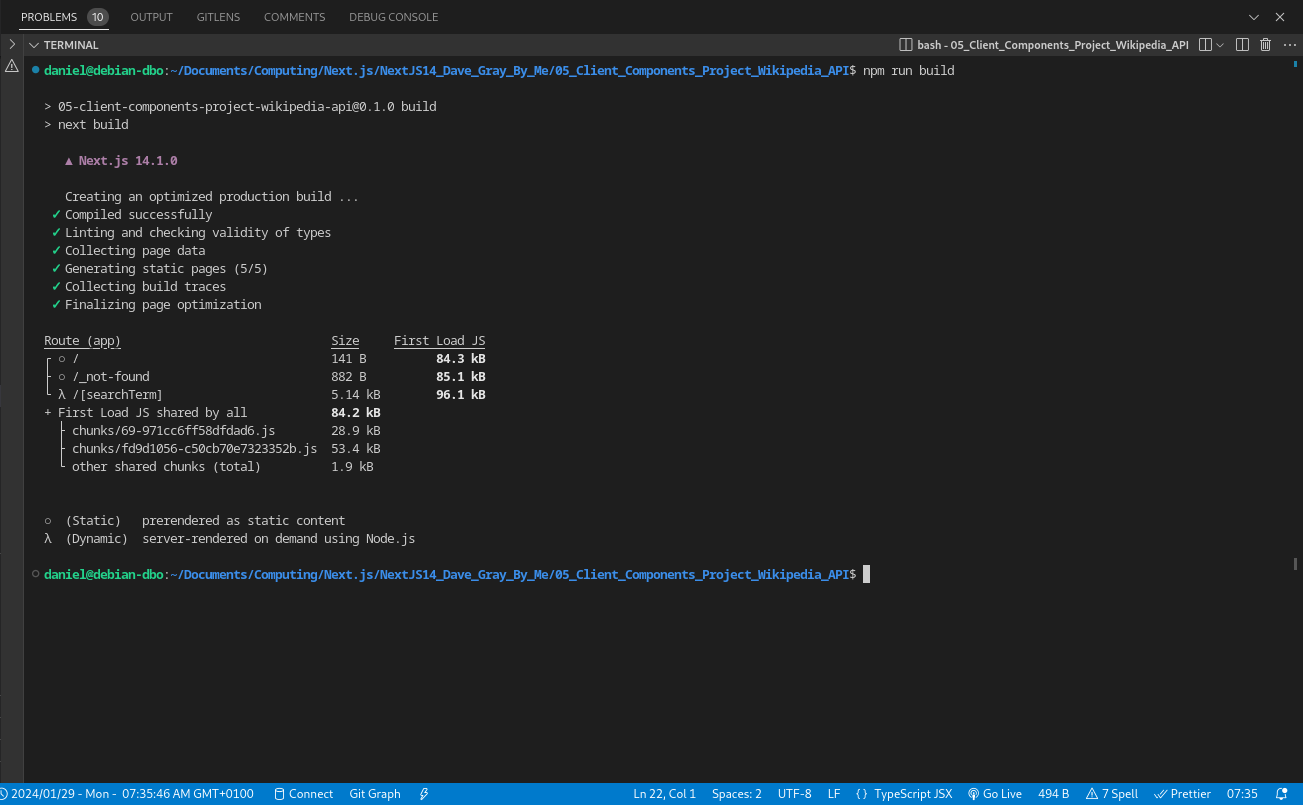 PROBLEMS 10 OUTPUT GITLENS COMMENTS DEBUG CONSOLE
TERMINAL bash - 05_Client_Components_Project_Wikipedia_API
daniel@debian-dbo:~/Documents/Computing/Next.js/NextJS14_Dave_Gray_By_Me/05_Client_Components_Project_Wikipedia_API$ npm run build
> 05-client-components-project-wikipedia-api@0.1.0 build
> next build
▲ Next.js 14.1.0
Creating an optimized production build ...
✓ Compiled successfully
✓ Linting and checking validity of types
✓ Collecting page data
✓ Generating static pages (5/5)
✓ Collecting build traces
✓ Finalizing page optimization
Route (app) Size First Load JS
┌ ○ / 141 B 84.3 kB
├ ○ /_not-found 882 B 85.1 kB
└ λ /[searchTerm] 5.14 kB 96.1 kB
+ First Load JS shared by all 84.2 kB
├ chunks/69-971cc6ff58dfdad6.js 28.9 kB
├ chunks/fd9d1056-c50cb70e7323352b.js 53.4 kB
└ other shared chunks (total) 1.9 kB
○ (Static) prerendered as static content
λ (Dynamic) server-rendered on demand using Node.js
daniel@debian-dbo:~/Documents/Computing/Next.js/NextJS14_Dave_Gray_By_Me/05_Client_Components_Project_Wikipedia_API$
2024/01/29 - Mon - 07:35:46 AM GMT+0100 Connect Git Graph Ln 22, Col 1 Spaces: 2 UTF-8 LF {} TypeScript JSX Go Live 494 B 7 Spell Prettier 07:35